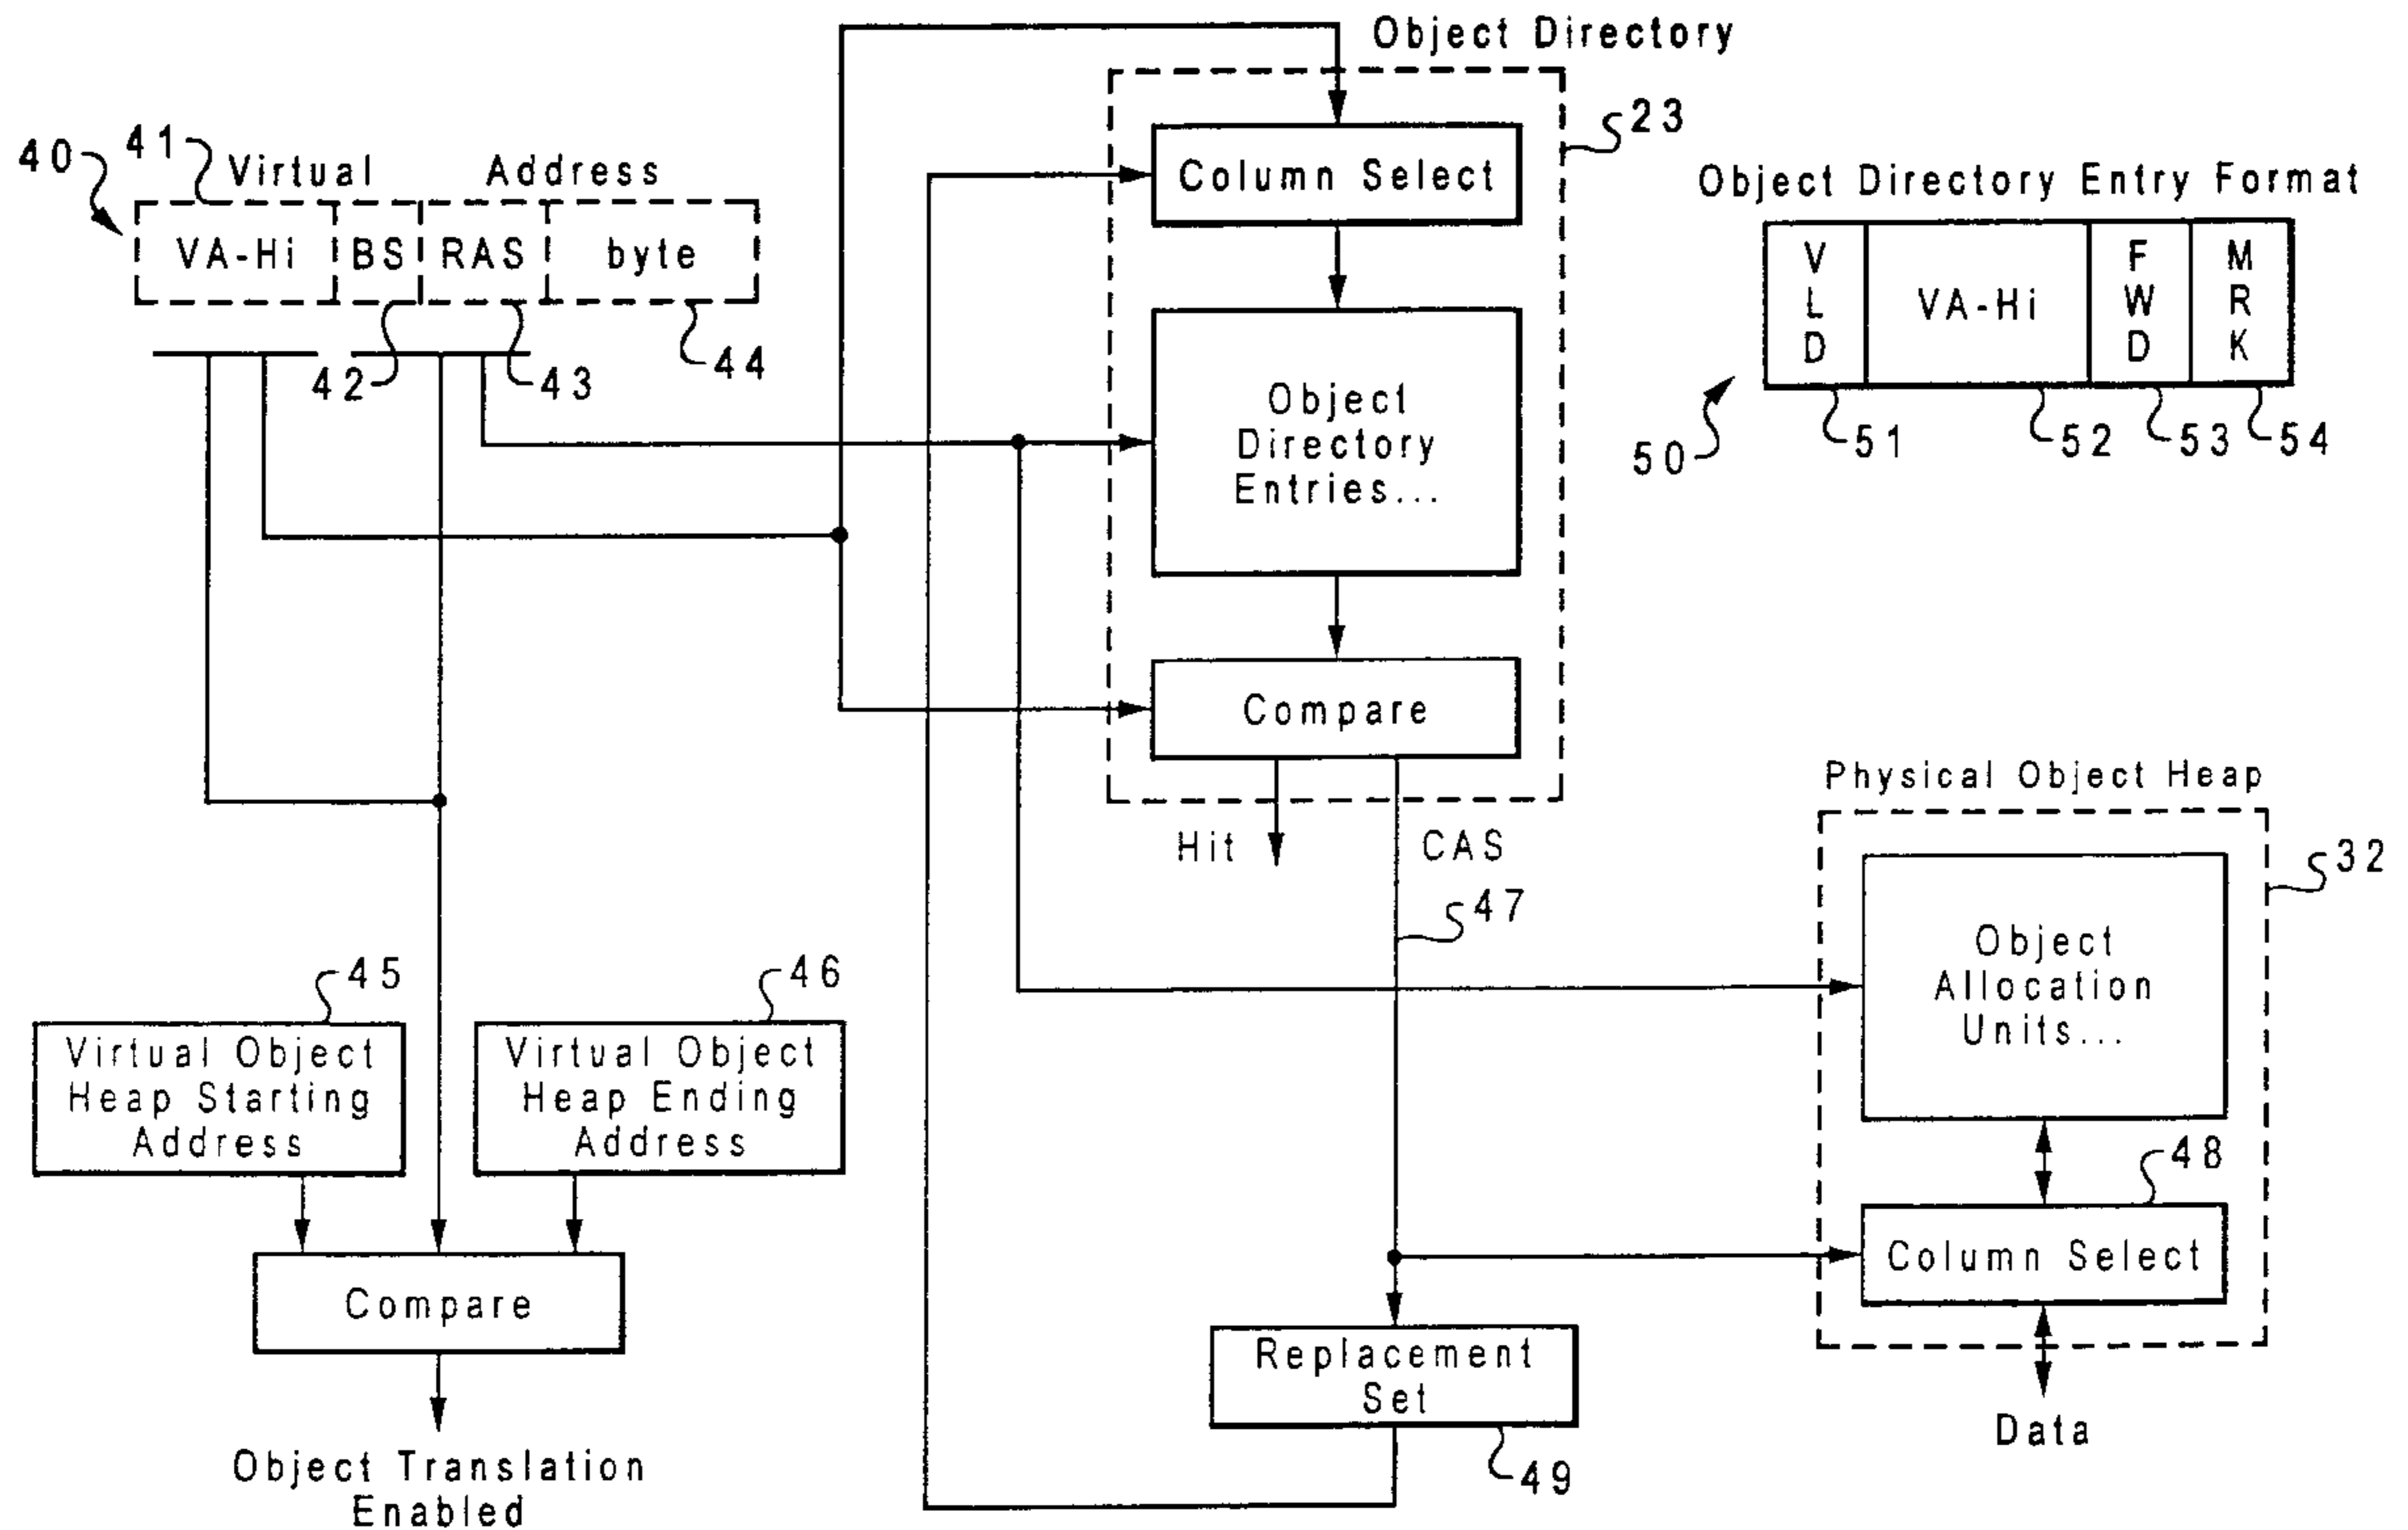 Object Directory
23
40
41
Virtual Address
VA-Hi BS RAS byte
42
43
44
Column Select
Object
Directory
Entries...
Compare
Hit
CAS
47
Object Directory Entry Format
VLD
VA-Hi
FWD
MRK
50
51
52
53
54
Physical Object Heap
32
Object
Allocation
Units...
48
Column Select
Data
45
Virtual Object
Heap Starting
Address
46
Virtual Object
Heap Ending
Address
Compare
Object Translation
Enabled
Replacement
Set
49